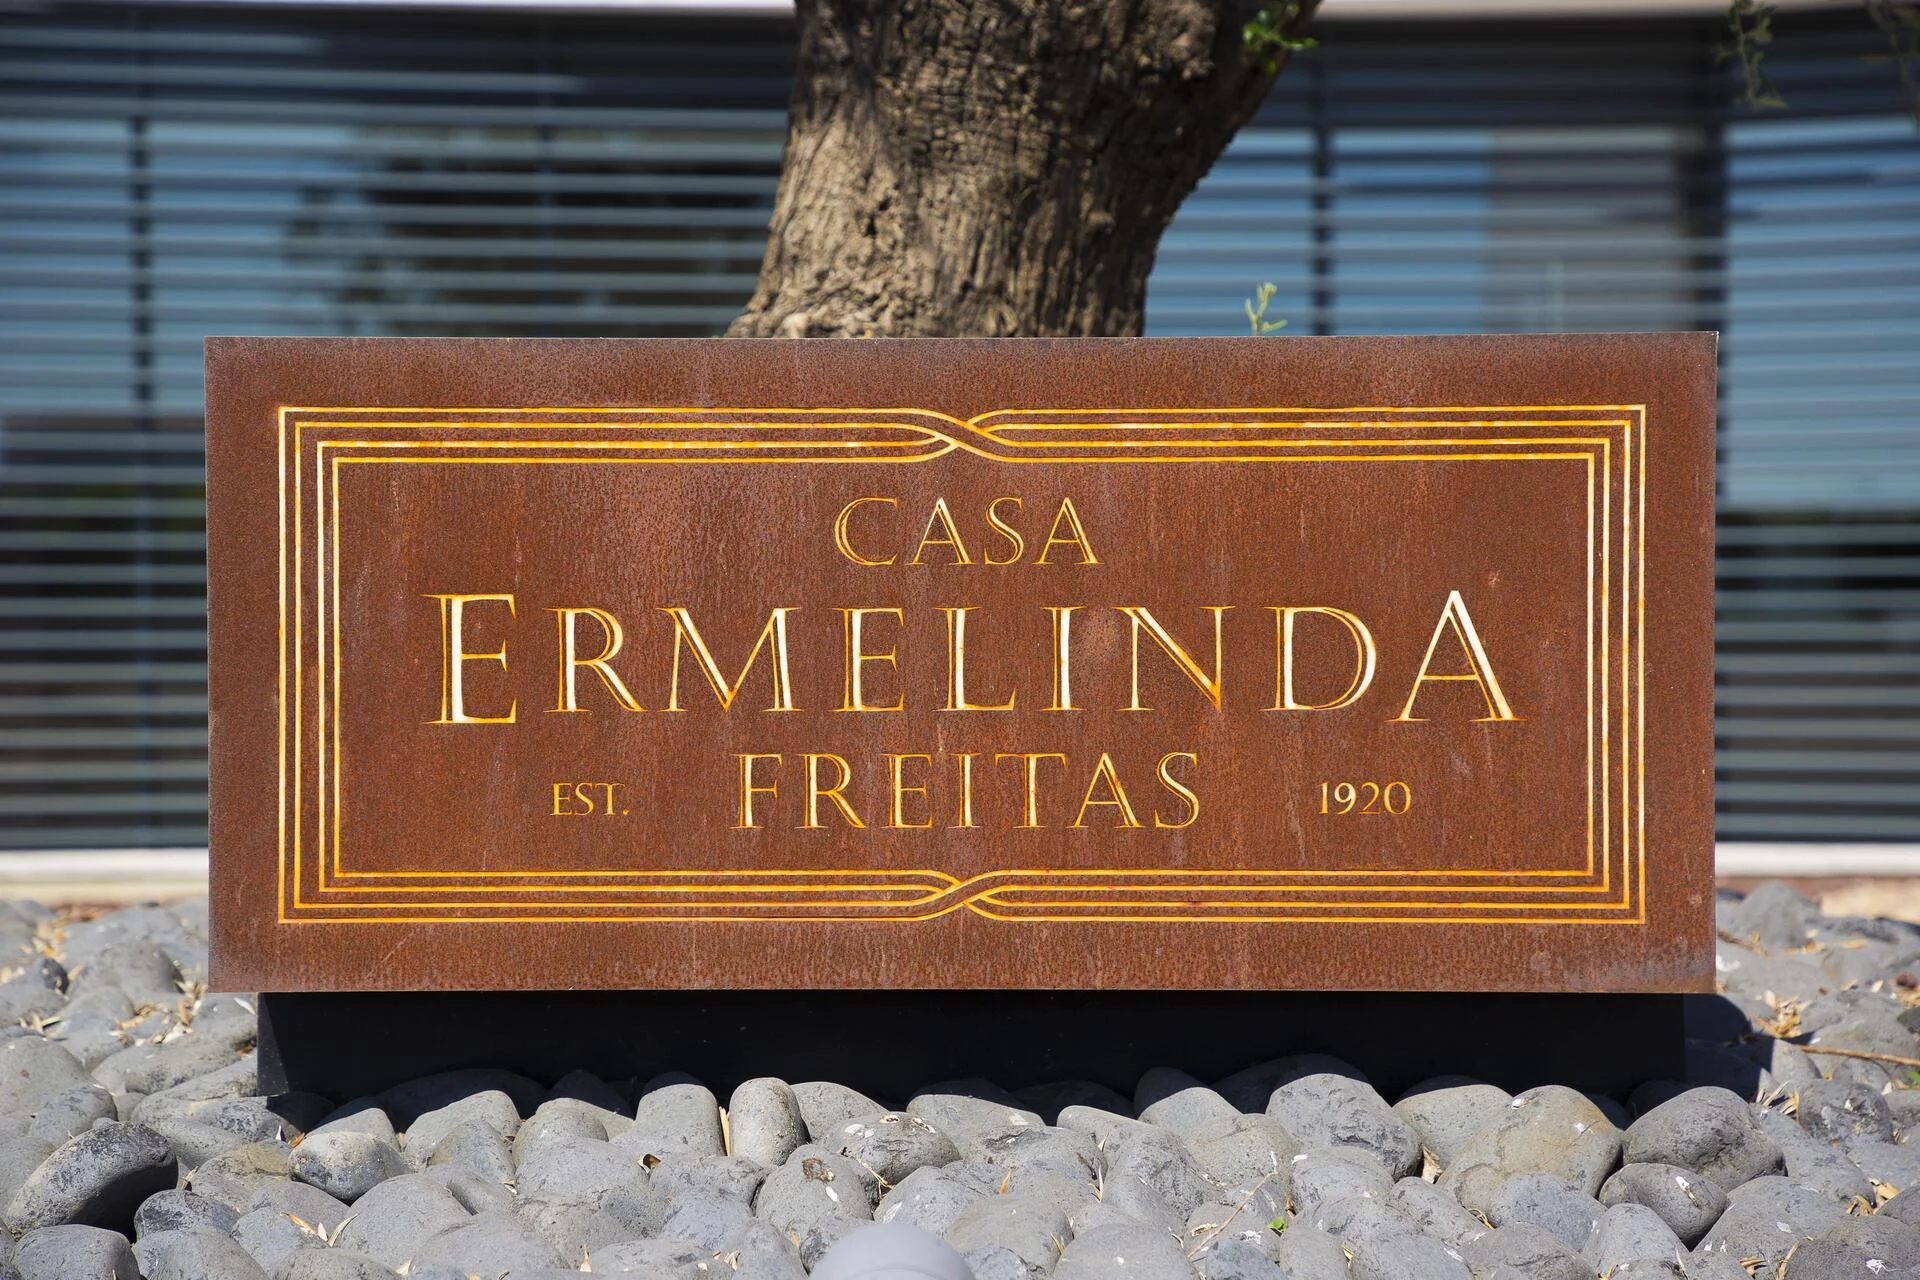 CASA
ERMELINDA
EST. FREITAS 1920